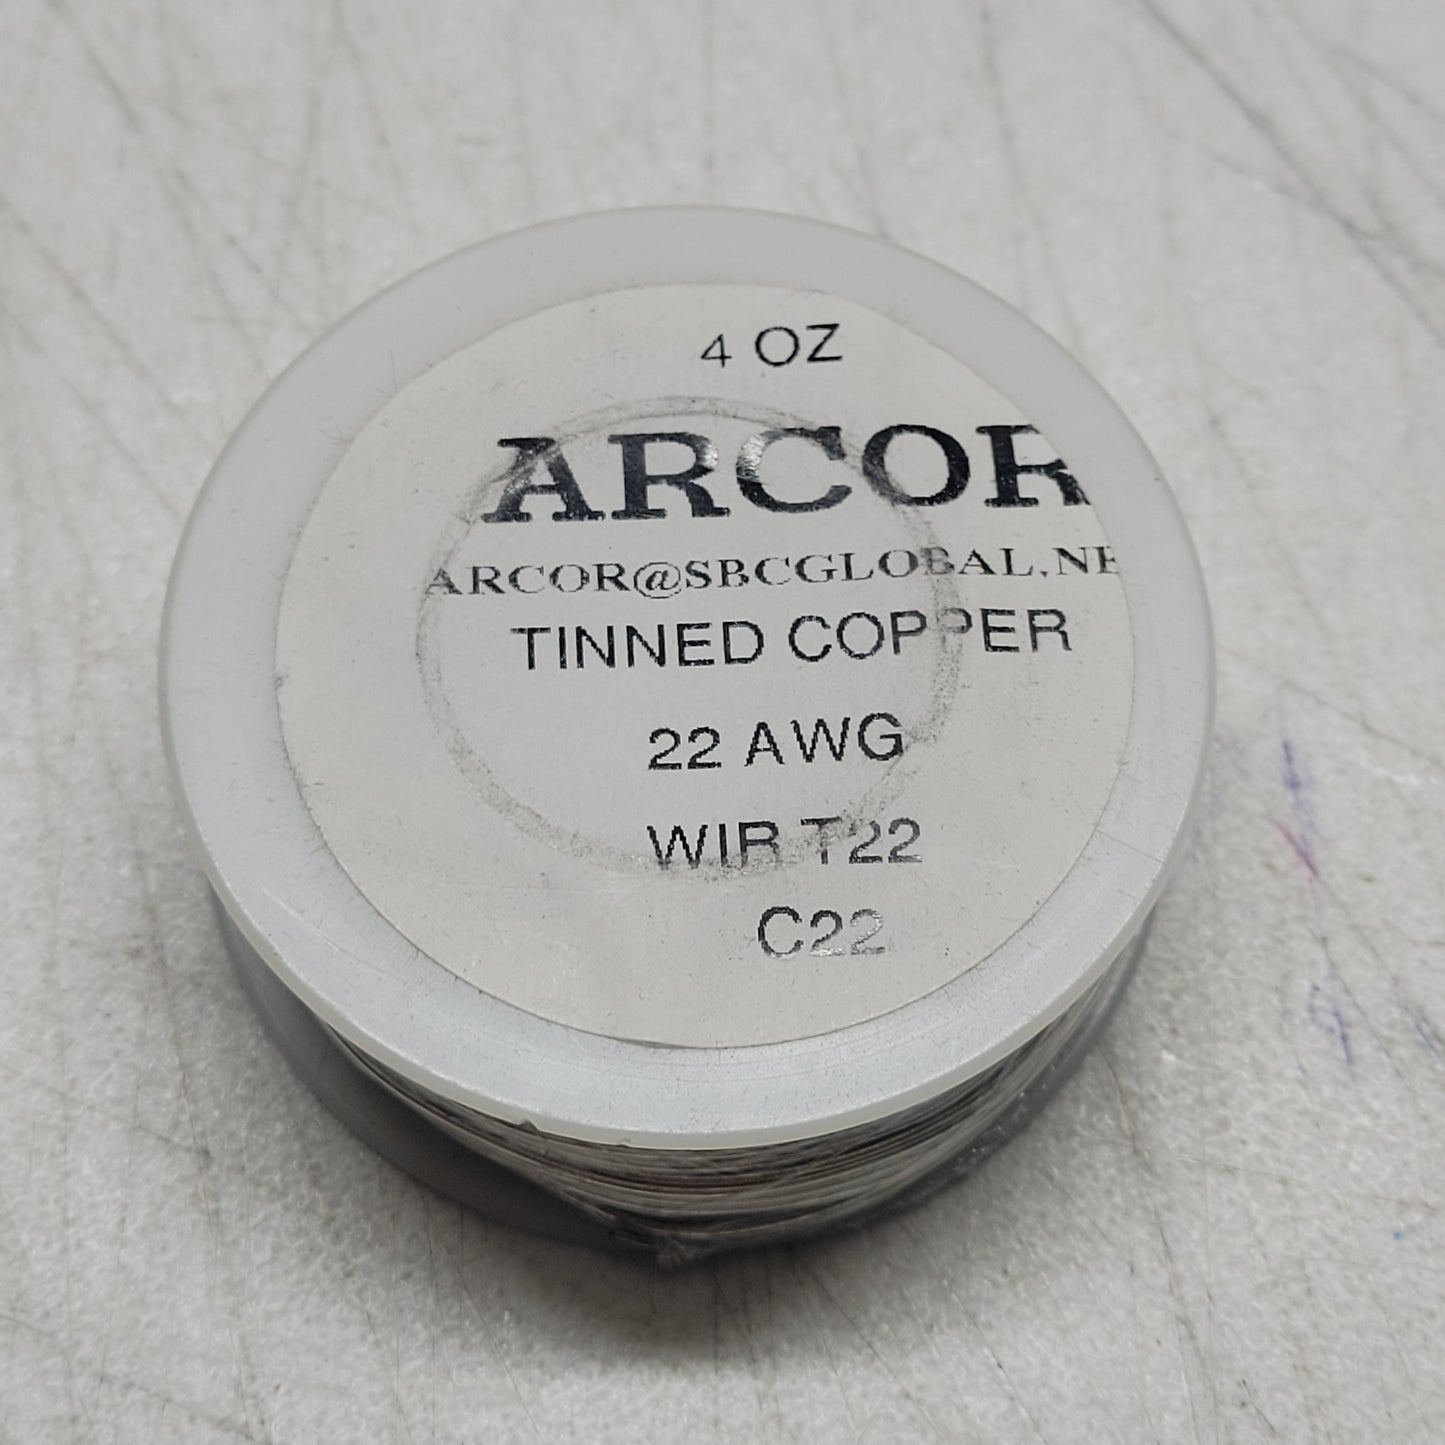 4 OZ
ARCOR
ARCOR@SBCGLOBAL.NE
TINNED COPPER
22 AWG
WIR T22
C22